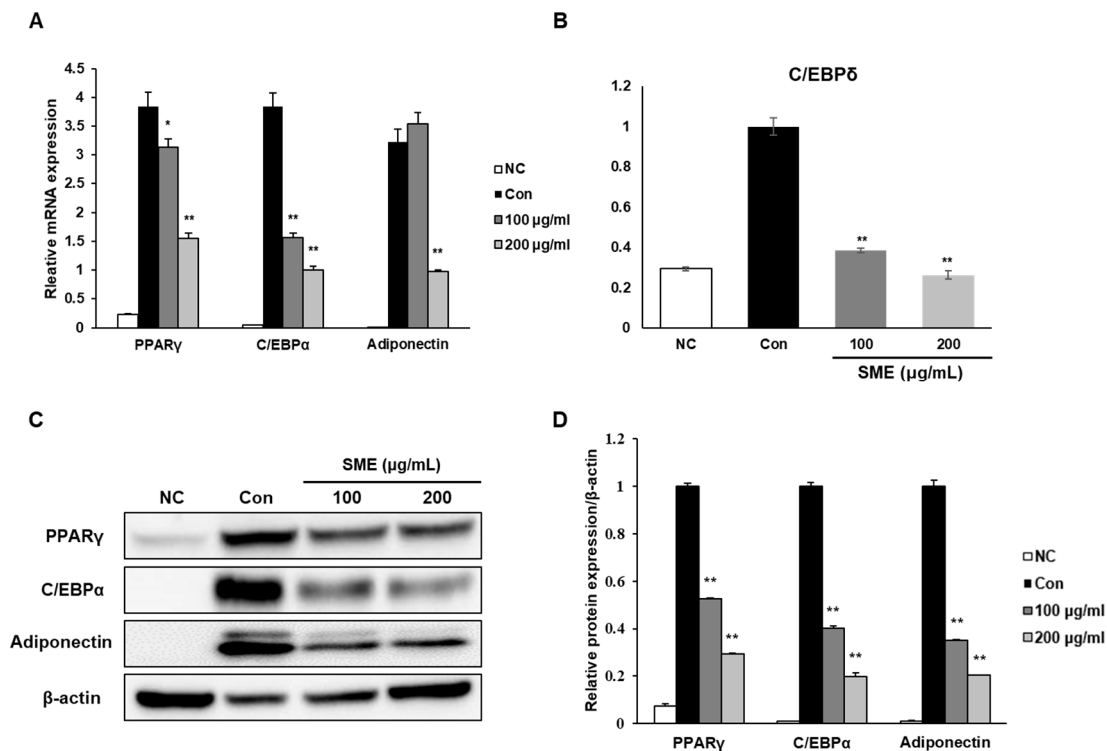 A
4.5
4
3.5
3
2.5
2
1.5
1
0.5
0
Rleative mRNA expression
*
**
**
**
**
PPARγ C/EBPα Adiponectin
NC
Con
100 µg/ml
200 µg/ml
B
C/EBPδ
1.2
1
0.8
0.6
0.4
0.2
0
**
**
NC Con 100 200
SME (µg/mL)
C
SME (µg/mL)
NC Con 100 200
PPARγ
C/EBPα
Adiponectin
β-actin
D
Relative protein expression/β-actin
1.2
1
0.8
0.6
0.4
0.2
0
**
**
**
**
**
**
PPARγ C/EBPα Adiponectin
NC
Con
100 µg/ml
200 µg/ml